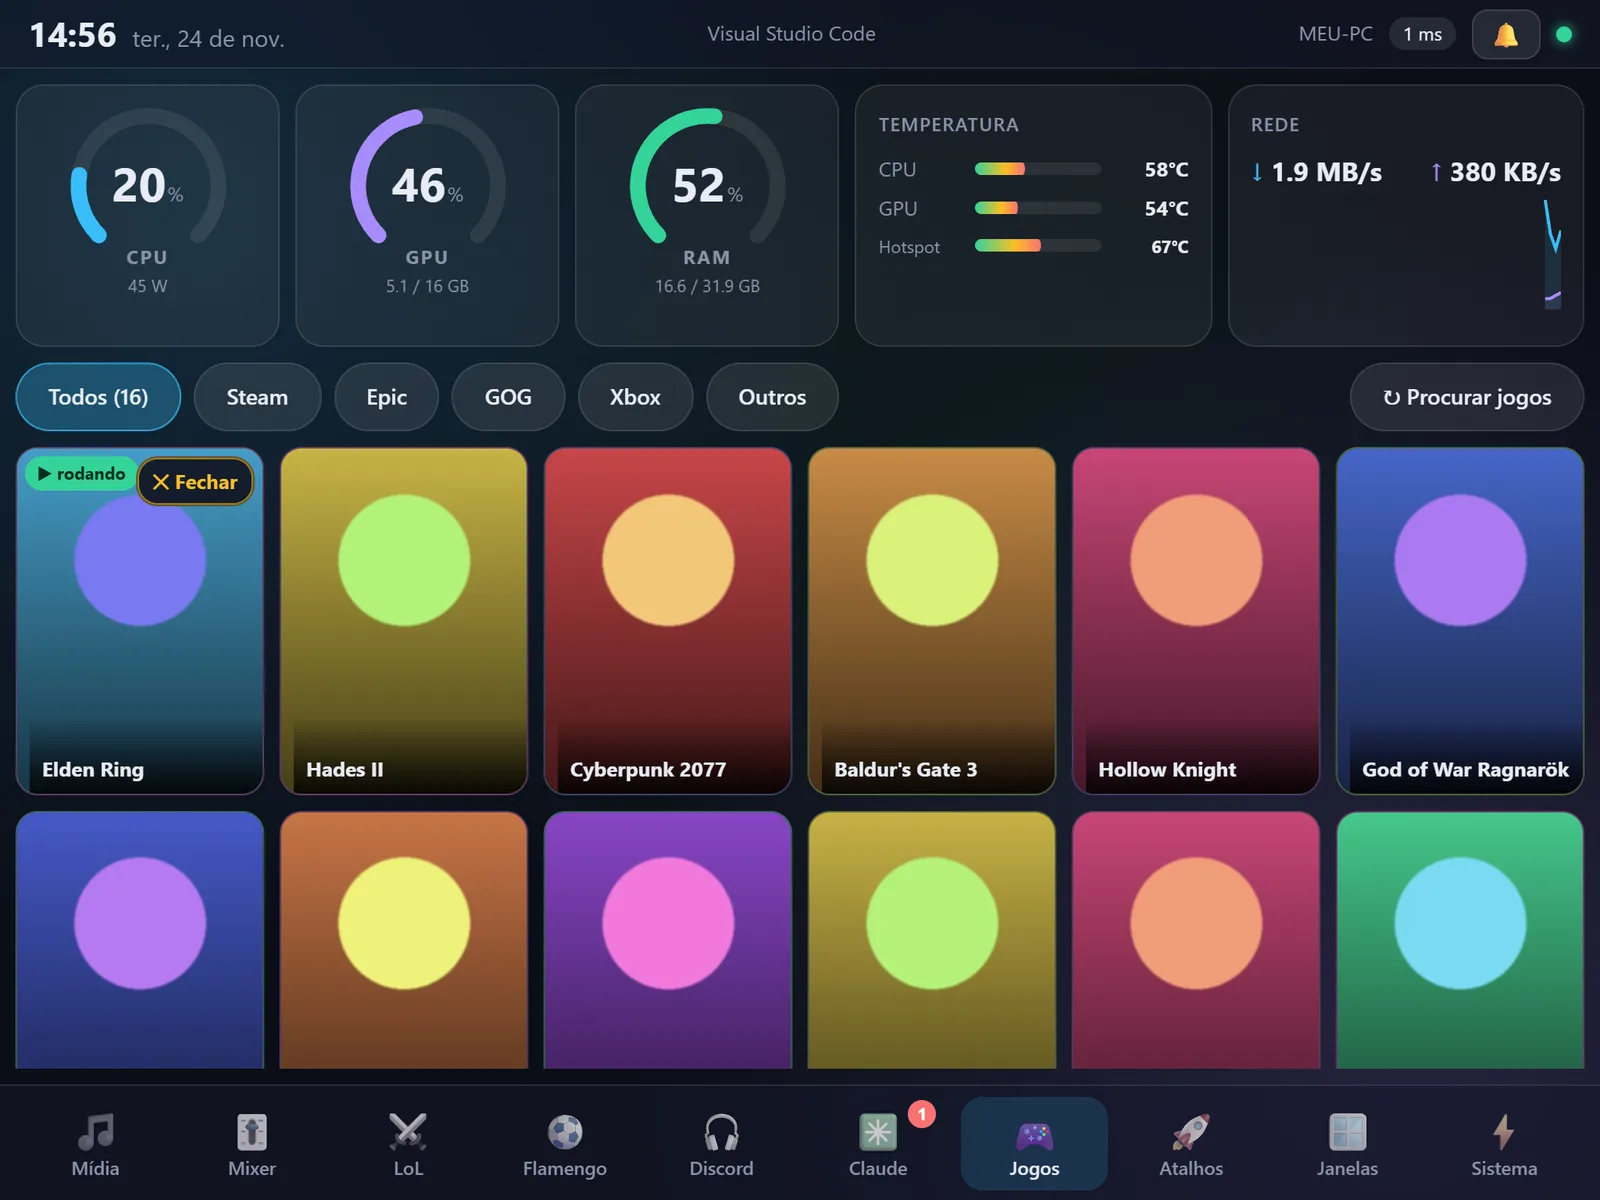 14:56 ter., 24 de nov.
Visual Studio Code
MEU-PC 1 ms
20%
CPU
45 W
46%
GPU
5.1 / 16 GB
52%
RAM
16.6 / 31.9 GB
TEMPERATURA
CPU 58°C
GPU 54°C
Hotspot 67°C
REDE
↓ 1.9 MB/s ↑ 380 KB/s
Todos (16) Steam Epic GOG Xbox Outros ↻ Procurar jogos
▶ rodando ✕ Fechar
Elden Ring
Hades II
Cyberpunk 2077
Baldur's Gate 3
Hollow Knight
God of War Ragnarök
Mídia
Mixer
LoL
Flamengo
Discord
Claude
1
Jogos
Atalhos
Janelas
Sistema